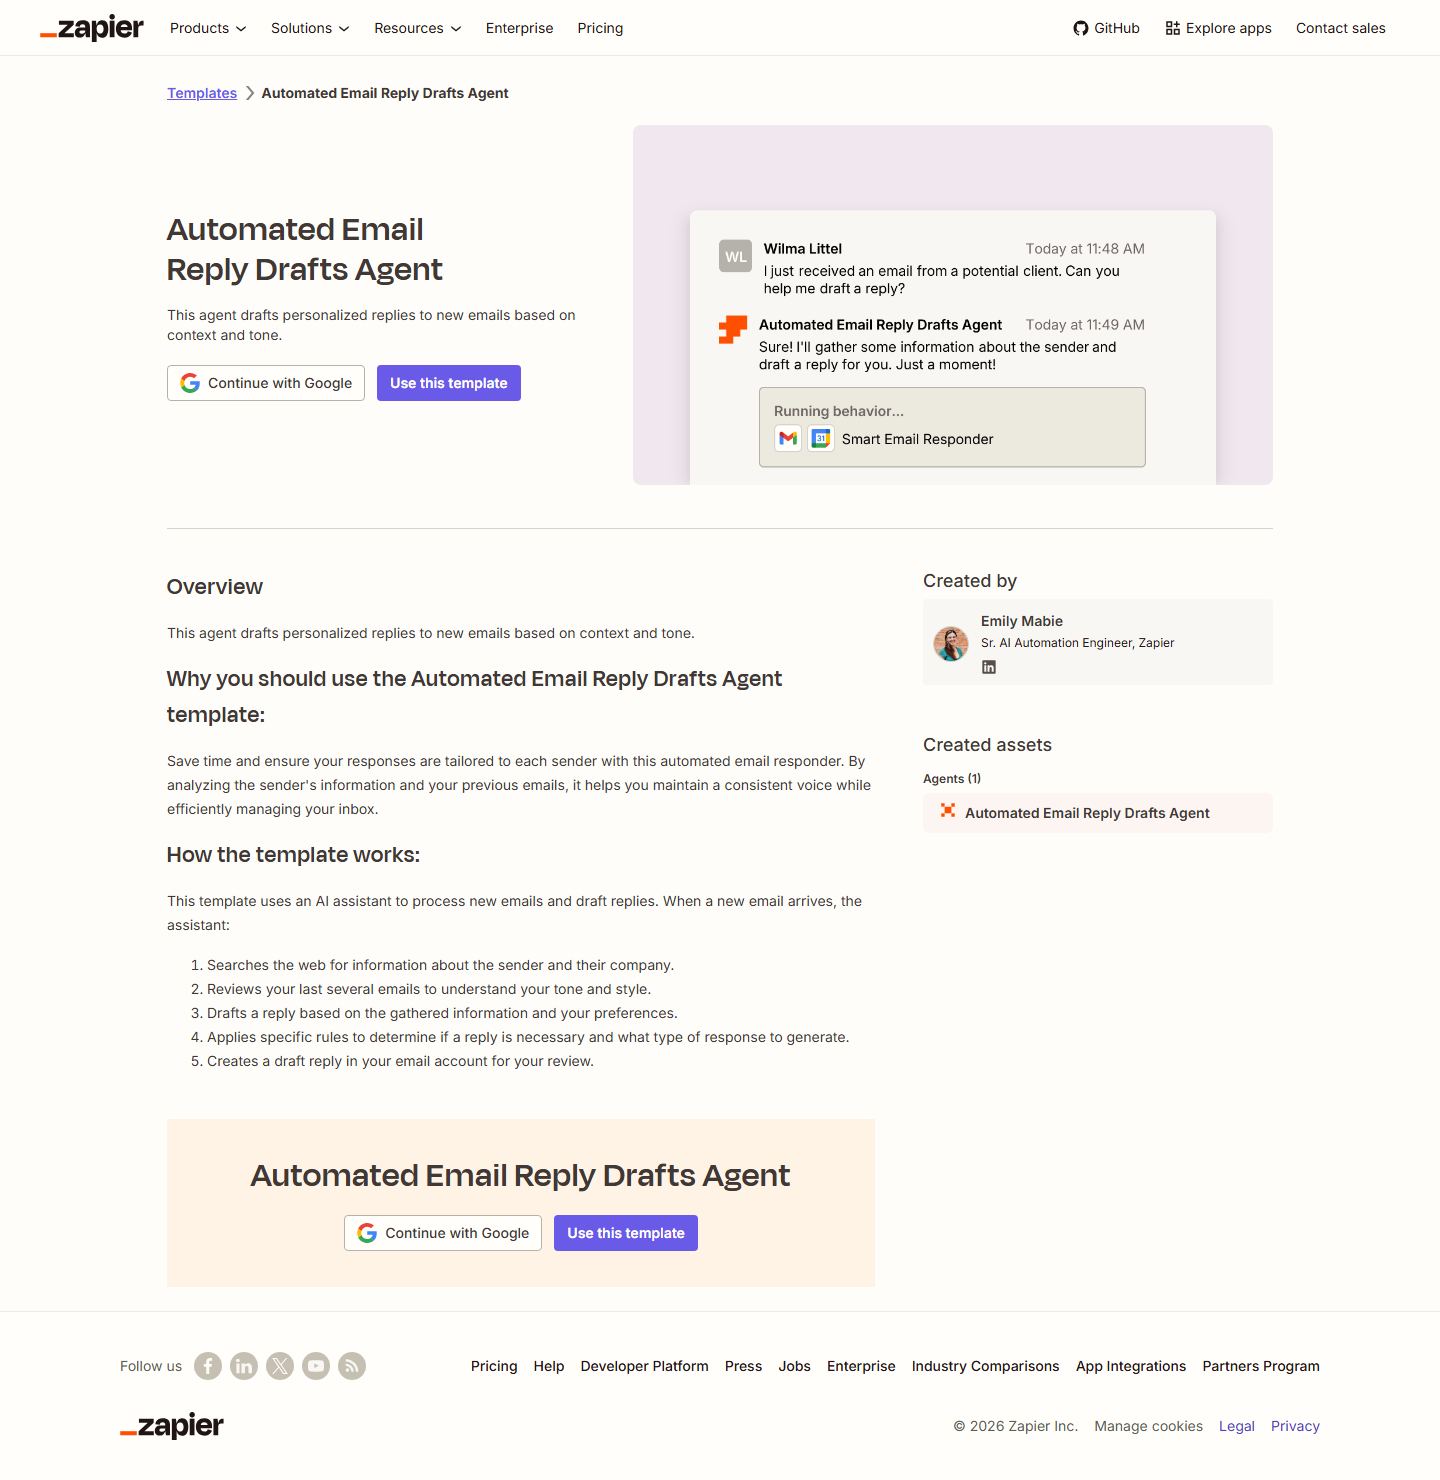 zapier
Products
Solutions
Resources
Enterprise
Pricing
GitHub
Explore apps
Contact sales
Templates
Automated Email Reply Drafts Agent
Automated Email
Reply Drafts Agent
This agent drafts personalized replies to new emails based on
context and tone.
Continue with Google
Use this template
WL
Wilma Littel
Today at 11:48 AM
I just received an email from a potential client. Can you
help me draft a reply?
Automated Email Reply Drafts Agent
Today at 11:49 AM
Sure! I'll gather some information about the sender and
draft a reply for you. Just a moment!
Running behavior...
31
Smart Email Responder
Overview
This agent drafts personalized replies to new emails based on context and tone.
Why you should use the Automated Email Reply Drafts Agent
template:
Save time and ensure your responses are tailored to each sender with this automated email responder. By
analyzing the sender's information and your previous emails, it helps you maintain a consistent voice while
efficiently managing your inbox.
How the template works:
This template uses an AI assistant to process new emails and draft replies. When a new email arrives, the
assistant:
1. Searches the web for information about the sender and their company.
2. Reviews your last several emails to understand your tone and style.
3. Drafts a reply based on the gathered information and your preferences.
4. Applies specific rules to determine if a reply is necessary and what type of response to generate.
5. Creates a draft reply in your email account for your review.
Created by
Emily Mabie
Sr. AI Automation Engineer, Zapier
in
Created assets
Agents (1)
Automated Email Reply Drafts Agent
Automated Email Reply Drafts Agent
Continue with Google
Use this template
Follow us
Pricing
Help
Developer Platform
Press
Jobs
Enterprise
Industry Comparisons
App Integrations
Partners Program
zapier
© 2026 Zapier Inc.
Manage cookies
Legal
Privacy